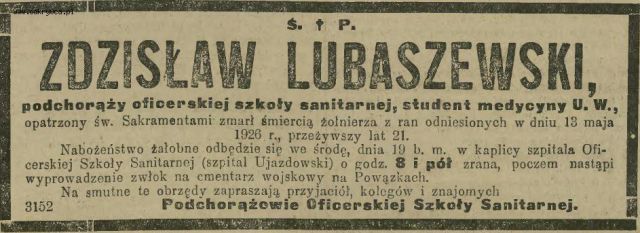 Ś. † P.
ZDZISŁAW LUBASZEWSKI,
podchorąży oficerskiej szkoły sanitarnej, student medycyny U. W.,
opatrzony św. Sakramentami zmarł śmiercią żołnierza z ran odniesionych w dniu 13 maja
1926 r., przeżywszy lat 21.
Nabożeństwo żałobne odbędzie się we środę, dnia 19 b. m. w kaplicy szpitala Ofi-
cerskiej Szkoły Sanitarnej (szpital Ujazdowski) o godz. 8 i pół zrana, poczem nastąpi
wyprowadzenie zwłok na cmentarz wojskowy na Powązkach.
Na smutne te obrzędy zapraszają przyjaciół, kolegów i znajomych
3152 Podchorążowie Oficerskiej Szkoły Sanitarnej.